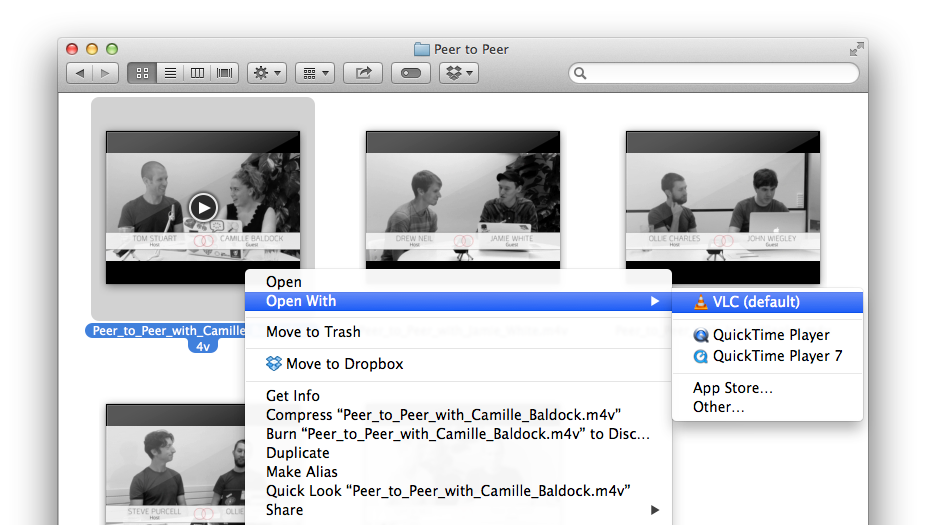 Peer to Peer
TOM STUART
Host
CAMILLE BALDOCK
Guest
DREW NEIL
Host
JAMIE WHITE
Guest
OLLIE CHARLES
Host
JOHN WIEGLEY
Guest
Peer_to_Peer_with_Camille
4v
Open
Open With
Move to Trash
Move to Dropbox
Get Info
Compress “Peer_to_Peer_with_Camille_Baldock.m4v”
Burn “Peer_to_Peer_with_Camille_Baldock.m4v” to Disc…
Duplicate
Make Alias
Quick Look “Peer_to_Peer_with_Camille_Baldock.m4v”
Share
VLC (default)
QuickTime Player
QuickTime Player 7
App Store…
Other…
STEVE PURCELL
Host
OLL